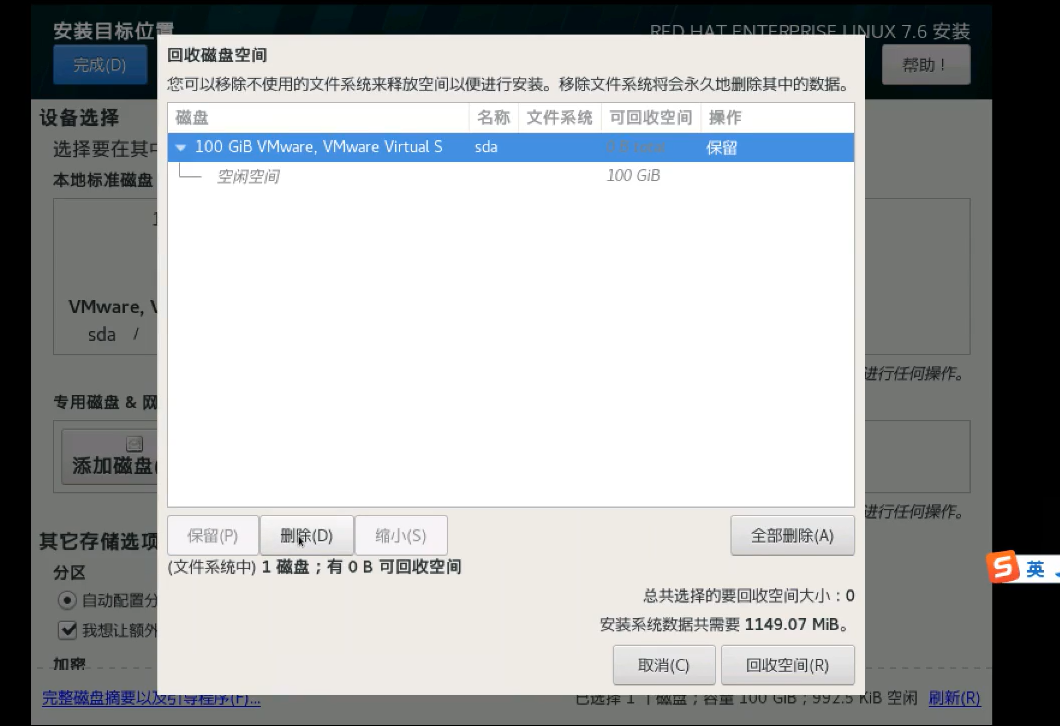 安装目标位置
RED HAT ENTERPRISE LINUX 7.6 安装
完成(D)
帮助！
回收磁盘空间
您可以移除不使用的文件系统来释放空间以便进行安装。移除文件系统将会永久地删除其中的数据。
磁盘 名称 文件系统 可回收空间 操作
100 GiB VMware, VMware Virtual S sda 保留
空闲空间 100 GiB
设备选择
选择要在其中
本地标准磁盘
1
VMware, V
sda /
进行任何操作。
专用磁盘 & 网
添加磁盘(
进行任何操作。
保留(P) 删除(D) 缩小(S) 全部删除(A)
(文件系统中) 1 磁盘；有 0 B 可回收空间
总共选择的要回收空间大小：0
安装系统数据共需要 1149.07 MiB。
取消(C) 回收空间(R)
其它存储选项
分区
自动配置分
我想让额外
加密
完整磁盘摘要以及引导程序(F)...
已选择 1 个磁盘；容量 100 GiB；992.5 KiB 空闲 刷新(R)
S 英